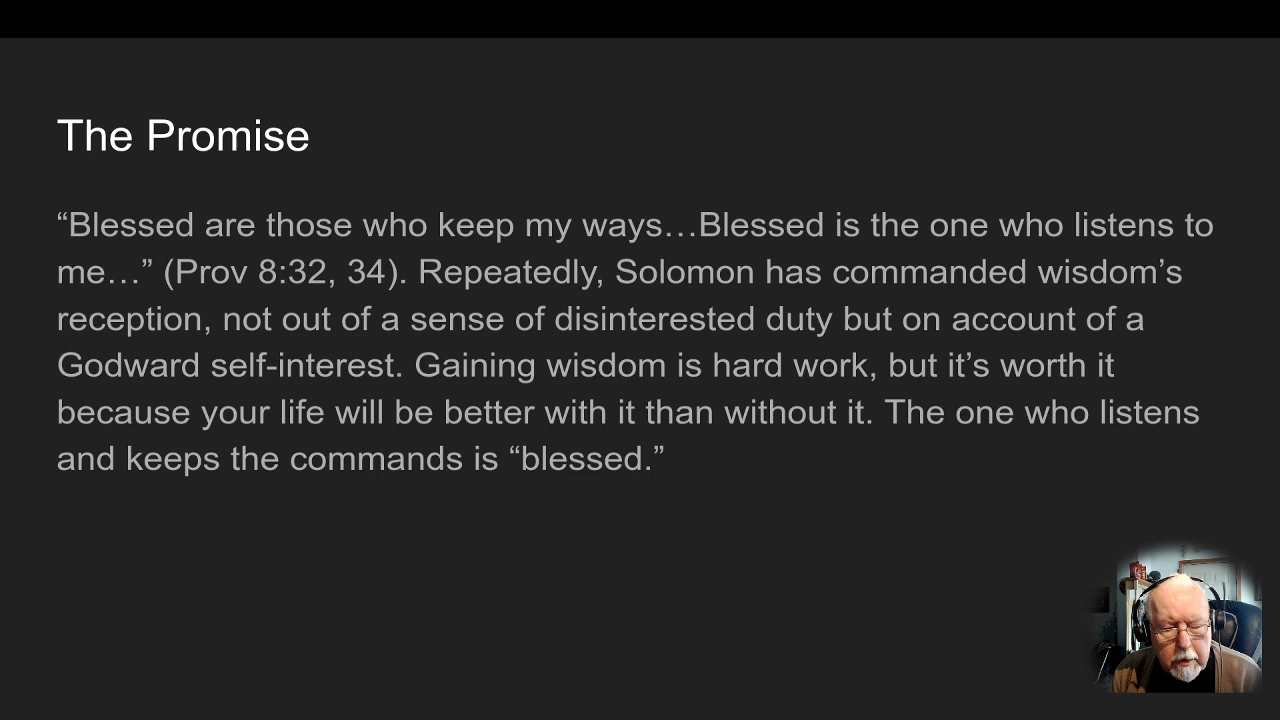 The Promise
“Blessed are those who keep my ways…Blessed is the one who listens to
me…” (Prov 8:32, 34). Repeatedly, Solomon has commanded wisdom’s
reception, not out of a sense of disinterested duty but on account of a
Godward self-interest. Gaining wisdom is hard work, but it’s worth it
because your life will be better with it than without it. The one who listens
and keeps the commands is “blessed.”